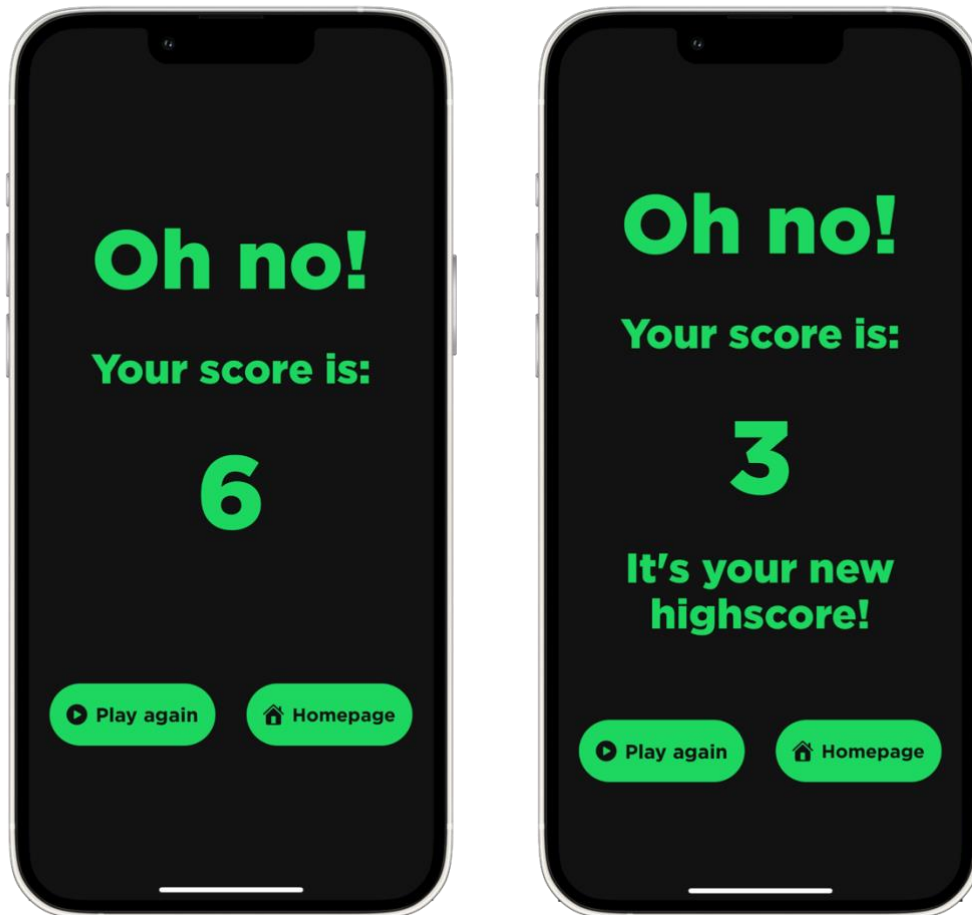 Oh no!
Your score is:
6
Play again
Homepage
Oh no!
Your score is:
3
It's your new
highscore!
Play again
Homepage